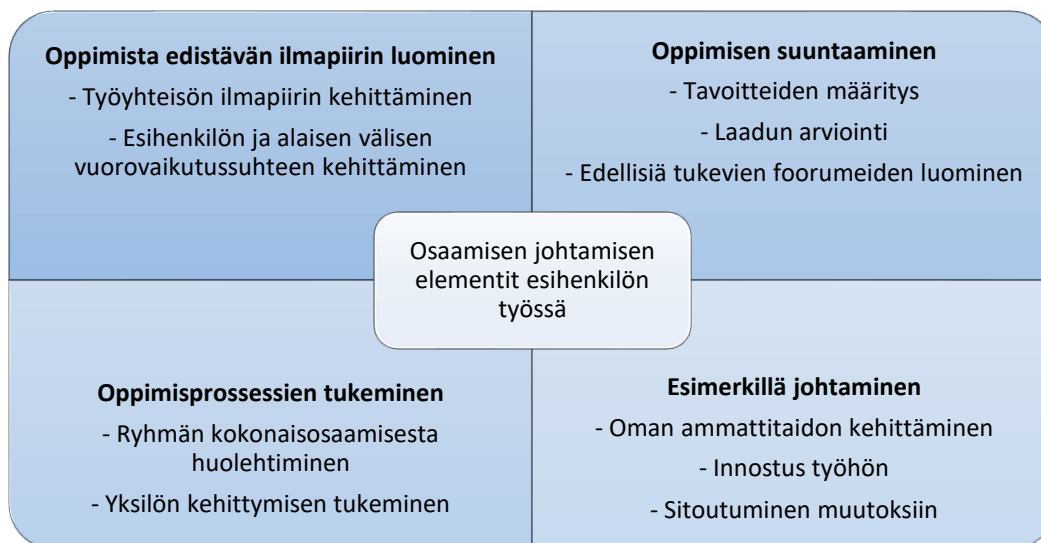 Oppimista edistävän ilmapiirin luominen
- Työyhteisön ilmapiirin kehittäminen
- Esihenkilön ja alaisen välisen
vuorovaikutussuhteen kehittäminen
Oppimisen suuntaaminen
- Tavoitteiden määritys
- Laadun arviointi
- Edellisiä tukevien foorumeiden luominen
Osaamisen johtamisen
elementit esihenkilön
työssä
Oppimisprossessien tukeminen
- Ryhmän kokonaisosaamisesta
huolehtiminen
- Yksilön kehittymisen tukeminen
Esimerkillä johtaminen
- Oman ammattitaidon kehittäminen
- Innostus työhön
- Sitoutuminen muutoksiin